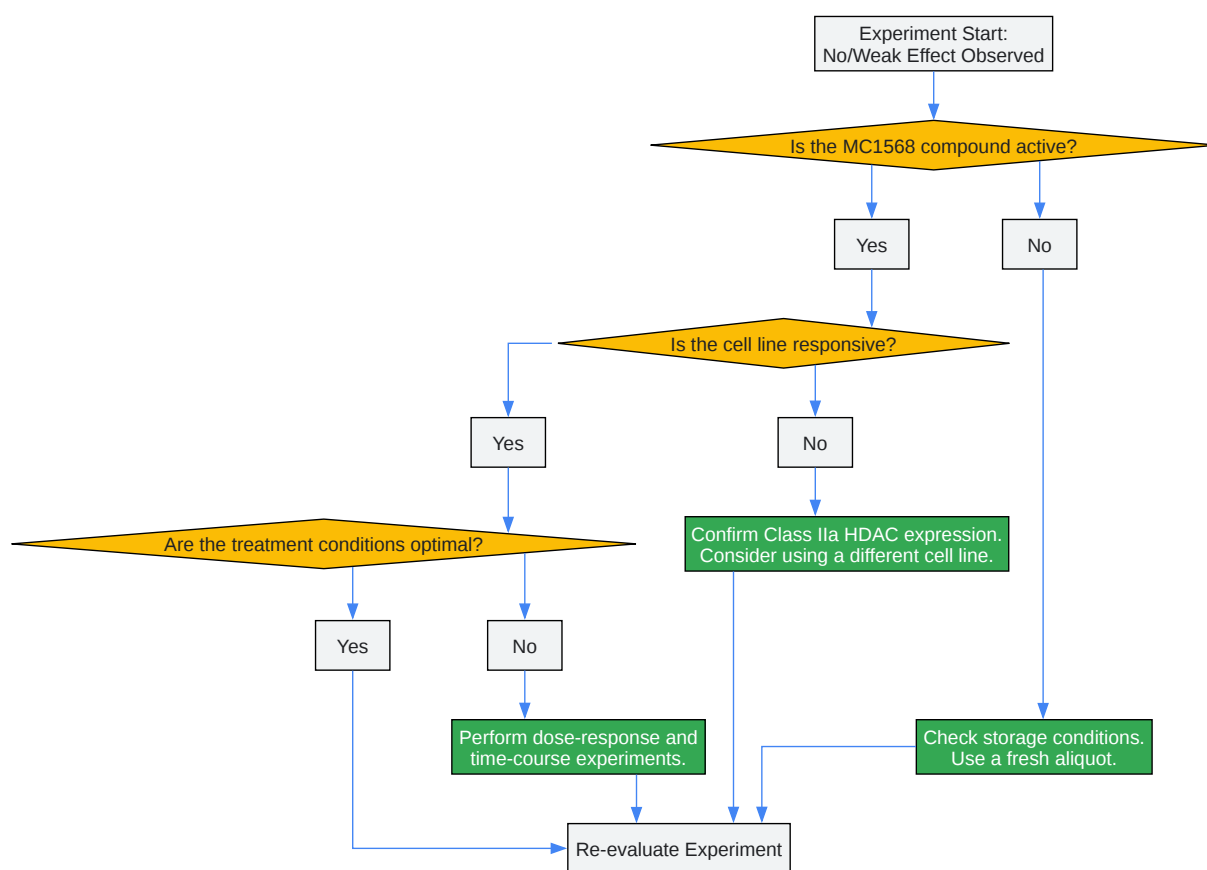 Experiment Start:
No/Weak Effect Observed
Is the MC1568 compound active?
Yes
No
Is the cell line responsive?
Yes
No
Confirm Class IIa HDAC expression.
Consider using a different cell line.
Are the treatment conditions optimal?
Yes
No
Perform dose-response and
time-course experiments.
Check storage conditions.
Use a fresh aliquot.
Re-evaluate Experiment